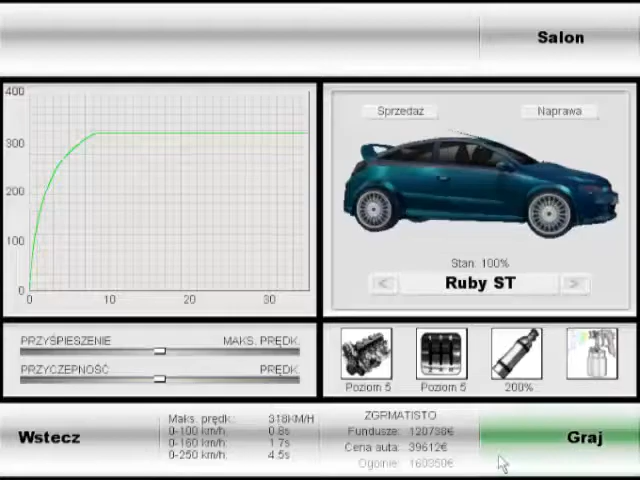 Salon
400
300
200
100
0
0 10 20 30
Sprzedaż
Naprawa
Stan: 100%
< Ruby ST >
PRZYŚPIESZENIE MAKS. PRĘDK.
PRZYCZEPNOŚĆ PRĘDK.
Poziom 5
Poziom 5
200%
Wstecz
Maks. prędk.: 318KM/H
0-100 km/h: 0.8s
0-160 km/h: 1.7s
0-250 km/h: 4.5s
ZGRMATISTO
Fundusze: 120738€
Cena auta: 39612€
Ogólnie: 160350€
Graj